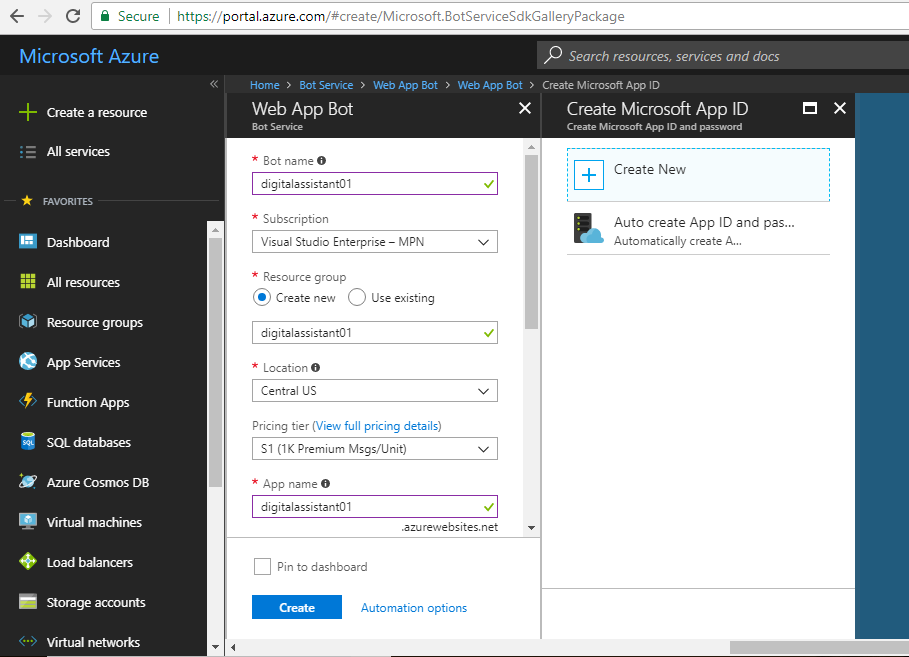 Secure | https://portal.azure.com/#create/Microsoft.BotServiceSdkGalleryPackage
Microsoft Azure
Search resources, services and docs
Home > Bot Service > Web App Bot > Web App Bot > Create Microsoft App ID
Create a resource
All services
FAVORITES
Dashboard
All resources
Resource groups
App Services
Function Apps
SQL databases
Azure Cosmos DB
Virtual machines
Load balancers
Storage accounts
Virtual networks
Web App Bot
Bot Service
* Bot name
digitalassistant01
* Subscription
Visual Studio Enterprise – MPN
* Resource group
Create new Use existing
digitalassistant01
* Location
Central US
Pricing tier (View full pricing details)
S1 (1K Premium Msgs/Unit)
* App name
digitalassistant01
.azurewebsites.net
Pin to dashboard
Create Automation options
Create Microsoft App ID
Create Microsoft App ID and password
Create New
Auto create App ID and pas...
Automatically create A...